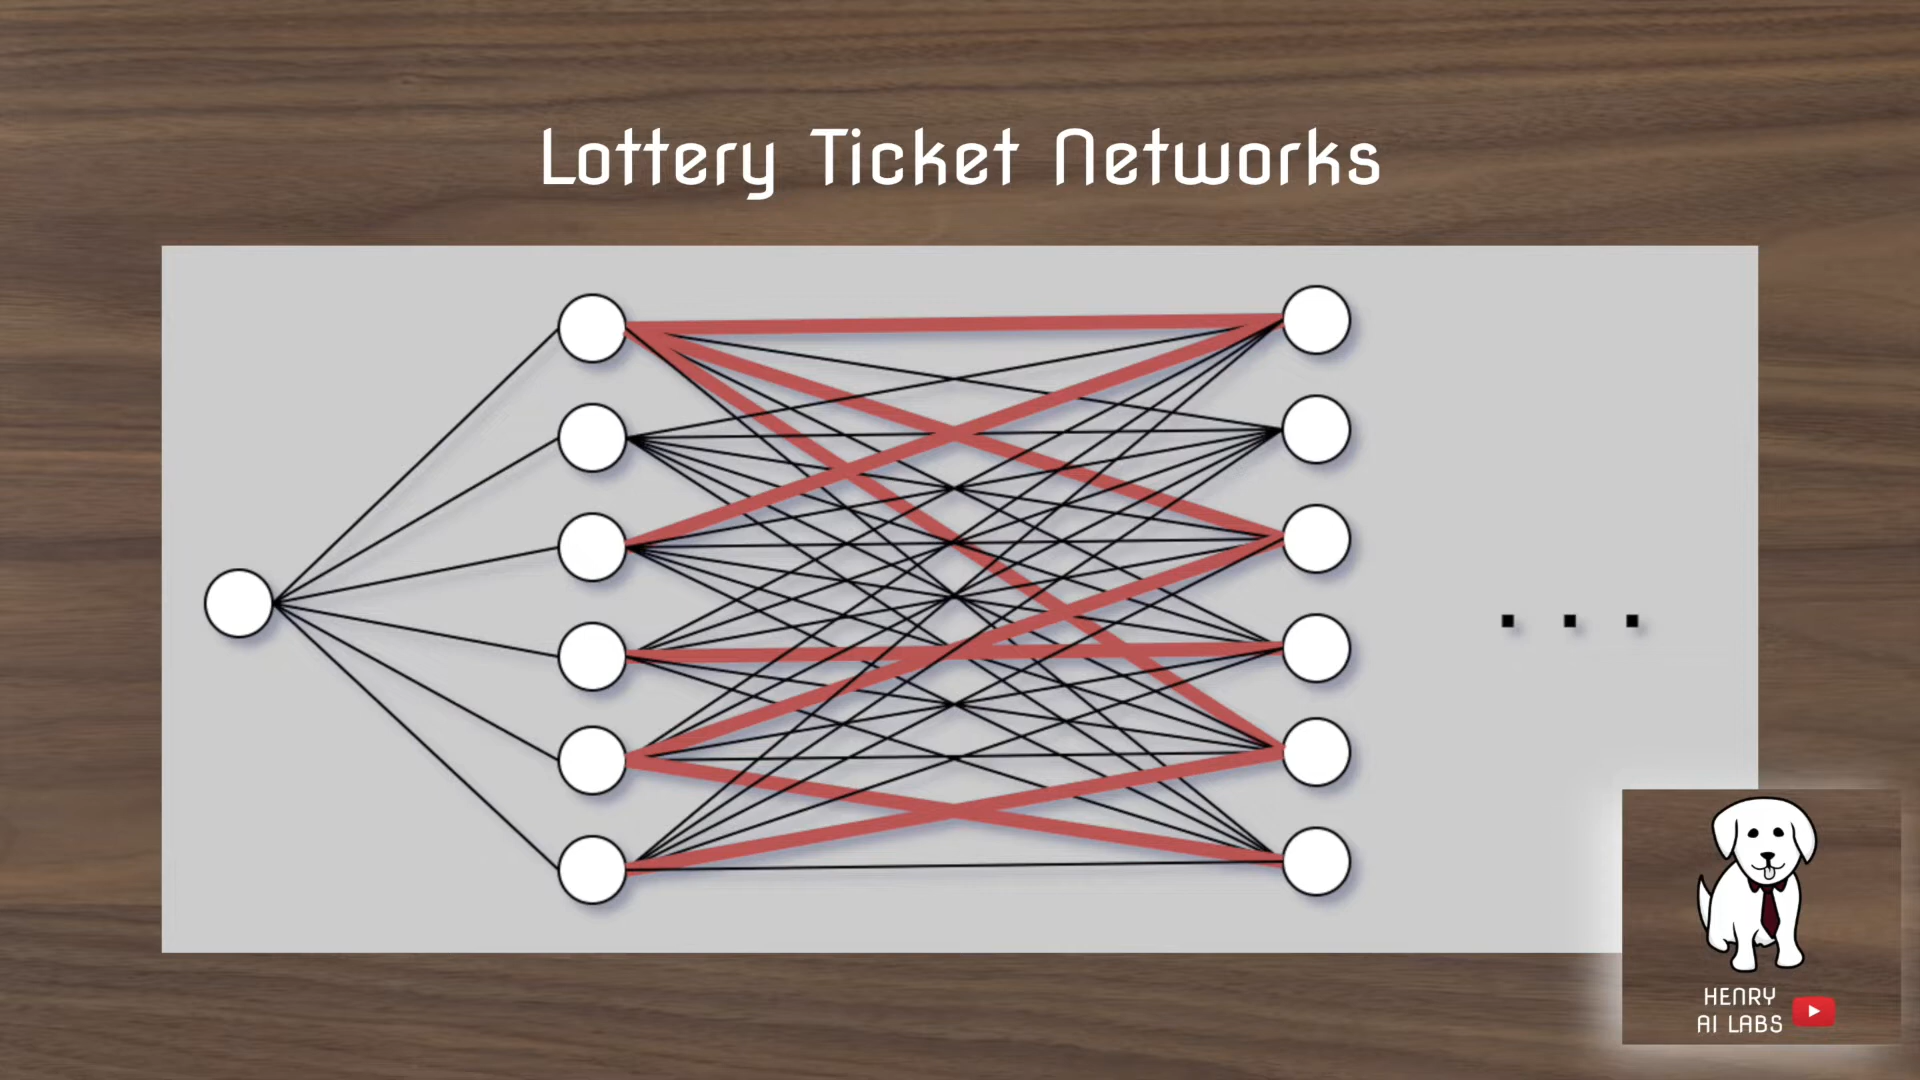 Lottery Ticket Networks
. . .
HENRY
AI LABS